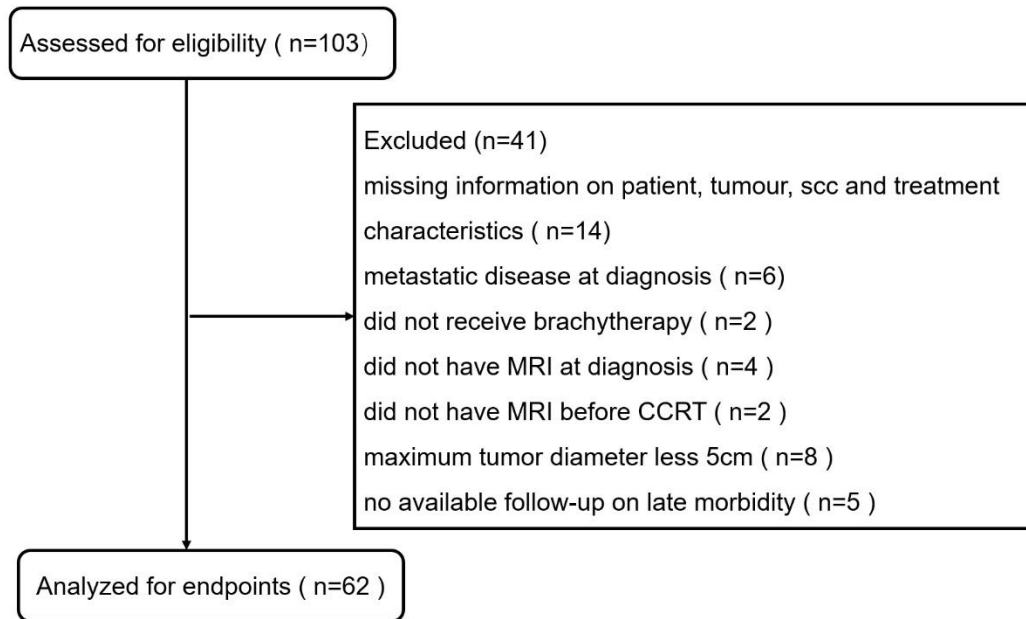 Assessed for eligibility ( n=103)
Excluded (n=41)
missing information on patient, tumour, scc and treatment
characteristics ( n=14)
metastatic disease at diagnosis ( n=6)
did not receive brachytherapy ( n=2 )
did not have MRI at diagnosis ( n=4 )
did not have MRI before CCRT ( n=2 )
maximum tumor diameter less 5cm ( n=8 )
no available follow-up on late morbidity ( n=5 )
Analyzed for endpoints ( n=62 )